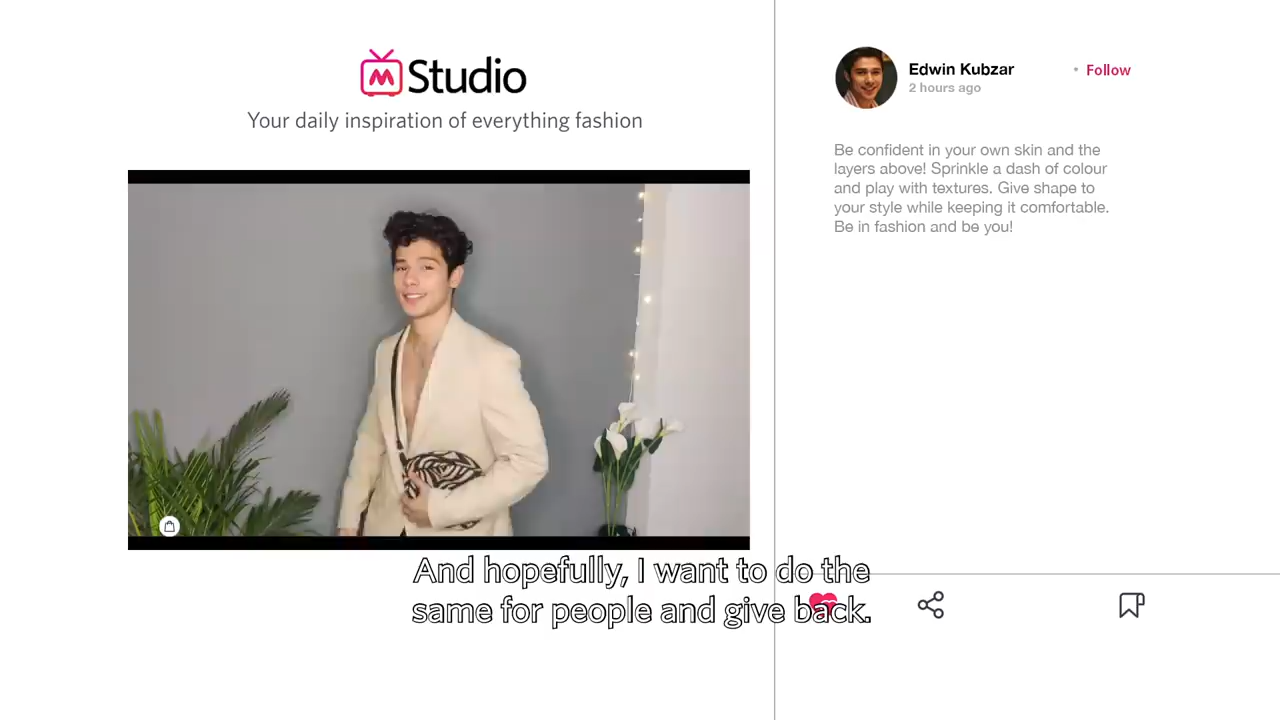 Studio
Your daily inspiration of everything fashion
Edwin Kubzar
• Follow
2 hours ago
Be confident in your own skin and the
layers above! Sprinkle a dash of colour
and play with textures. Give shape to
your style while keeping it comfortable.
Be in fashion and be you!
And hopefully, I want to do the
same for people and give back.